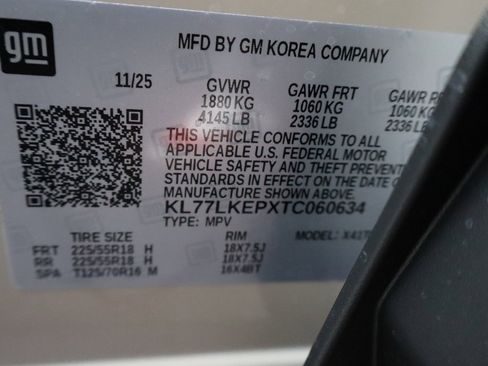 gm
MFD BY GM KOREA COMPANY
11/25 GVWR GAWR FRT GAWR
1880 KG 1060 KG 1060 KG
4145 LB 2336 LB 2336 LB
THIS VEHICLE CONFORMS TO ALL
APPLICABLE U.S. FEDERAL MOTOR
VEHICLE SAFETY AND THEFT PREVENT
STANDARDS IN EFFECT ON THE DATE O
MANUFACTURE SHOWN ABOVE.
KL77LKEPXTC060634
TYPE: MPV MODEL:
TIRE SIZE RIM
FRT 225/55R18 H 18X7.5J
RR 225/55R18 H 18X7.5J
SPA T125/70R16 M 16X4BT